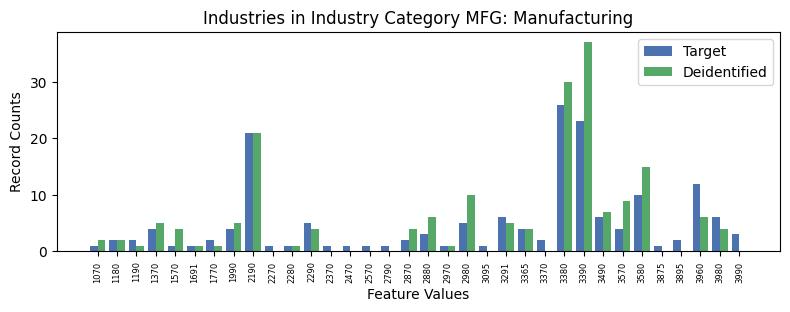 Industries in Industry Category MFG: Manufacturing
Target
Deidentified
Record Counts
30
20
10
0
1070 1180 1190 1370 1570 1691 1770 1990 2190 2270 2280 2290 2370 2470 2570 2790 2870 2880 2970 2980 3095 3291 3365 3370 3380 3390 3490 3570 3580 3875 3895 3960 3980 3990
Feature Values